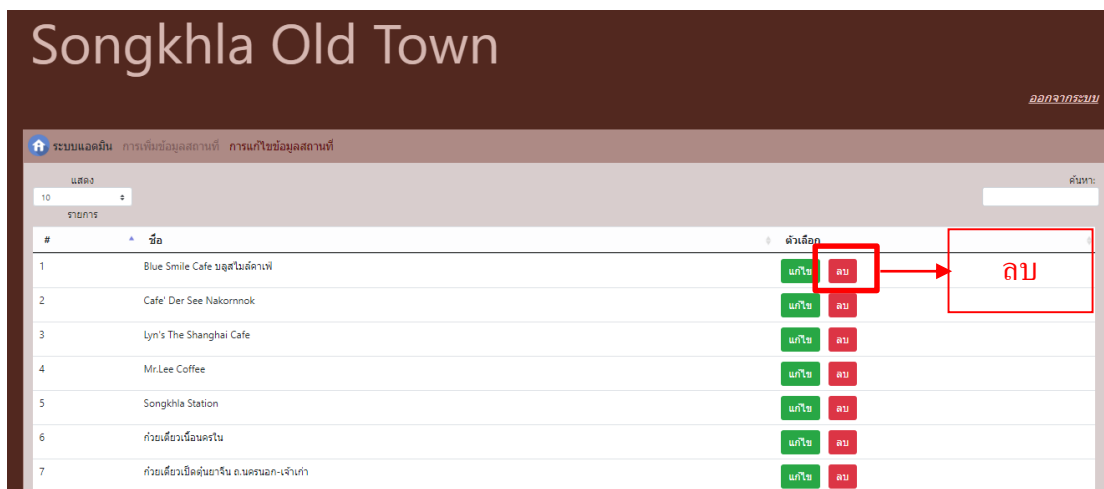 Songkhla Old Town
ออกจากระบบ
ระบบแอดมิน การเพิ่มข้อมูลสถานที่ การแก้ไขข้อมูลสถานที่
แสดง
10
รายการ
ค้นหา:
# ชื่อ ตัวเลือก
1 Blue Smile Cafe บลูสไมล์คาเฟ่ แก้ไข ลบ
ลบ
2 Cafe' Der See Nakornnok แก้ไข ลบ
3 Lyn's The Shanghai Cafe แก้ไข ลบ
4 Mr.Lee Coffee แก้ไข ลบ
5 Songkhla Station แก้ไข ลบ
6 ก๋วยเตี๋ยวเนื้อนครใน แก้ไข ลบ
7 ก๋วยเตี๋ยวเป็ดตุ๋นยาจีน ถ.นครนอก-เจ้าเก่า แก้ไข ลบ